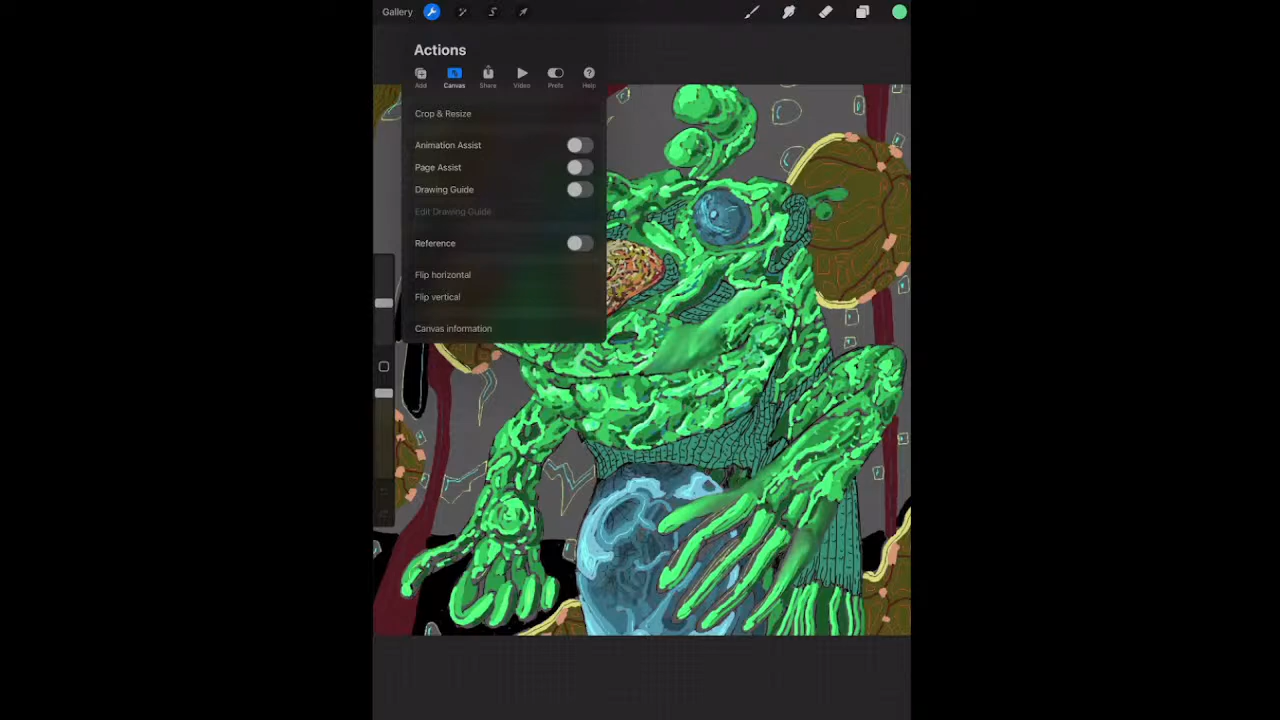 Gallery
Actions
Add Canvas Share Video Prefs Help
Crop & Resize
Animation Assist
Page Assist
Drawing Guide
Edit Drawing Guide
Reference
Flip horizontal
Flip vertical
Canvas information